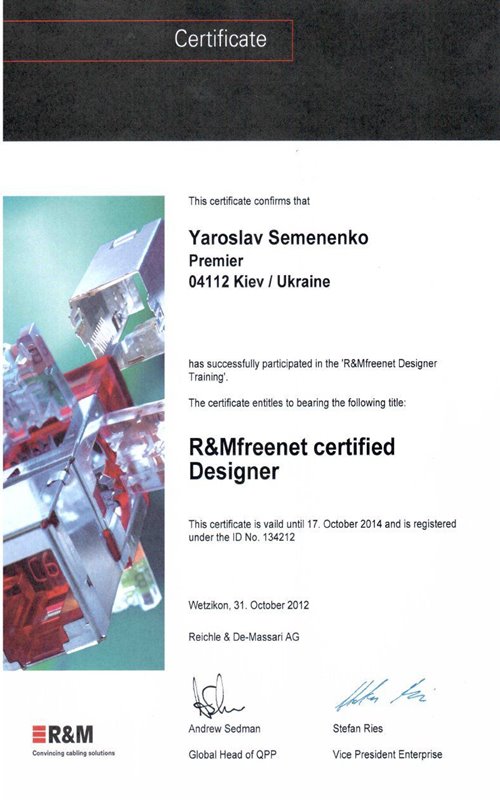 Certificate
This certificate confirms that
Yaroslav Semenenko
Premier
04112 Kiev / Ukraine
has successfully participated in the 'R&Mfreenet Designer
Training'.
The certificate entitles to bearing the following title:
R&Mfreenet certified
Designer
This certificate is vaild until 17. October 2014 and is registered
under the ID No. 134212
Wetzikon, 31. October 2012
Reichle & De-Massari AG
Andrew Sedman
Stefan Ries
Global Head of QPP
Vice President Enterprise
R&M
Convincing cabling solutions